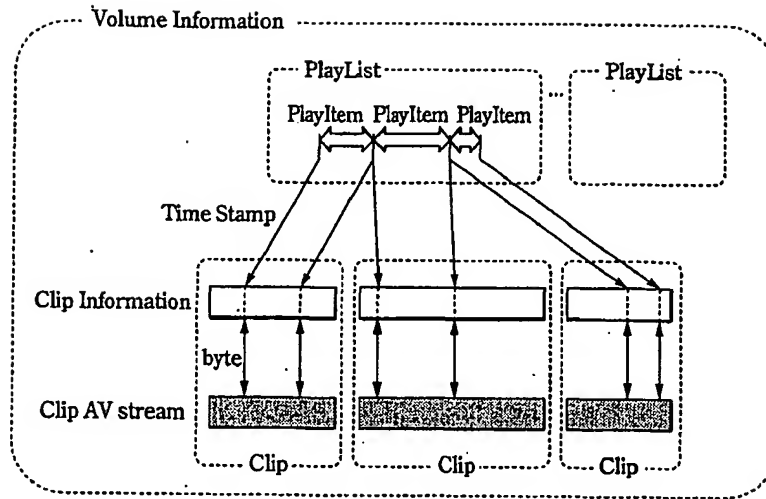 Volume Information
PlayList
PlayList
...
PlayItem PlayItem PlayItem
Time Stamp
Clip Information
byte
Clip AV stream
Clip
Clip
Clip